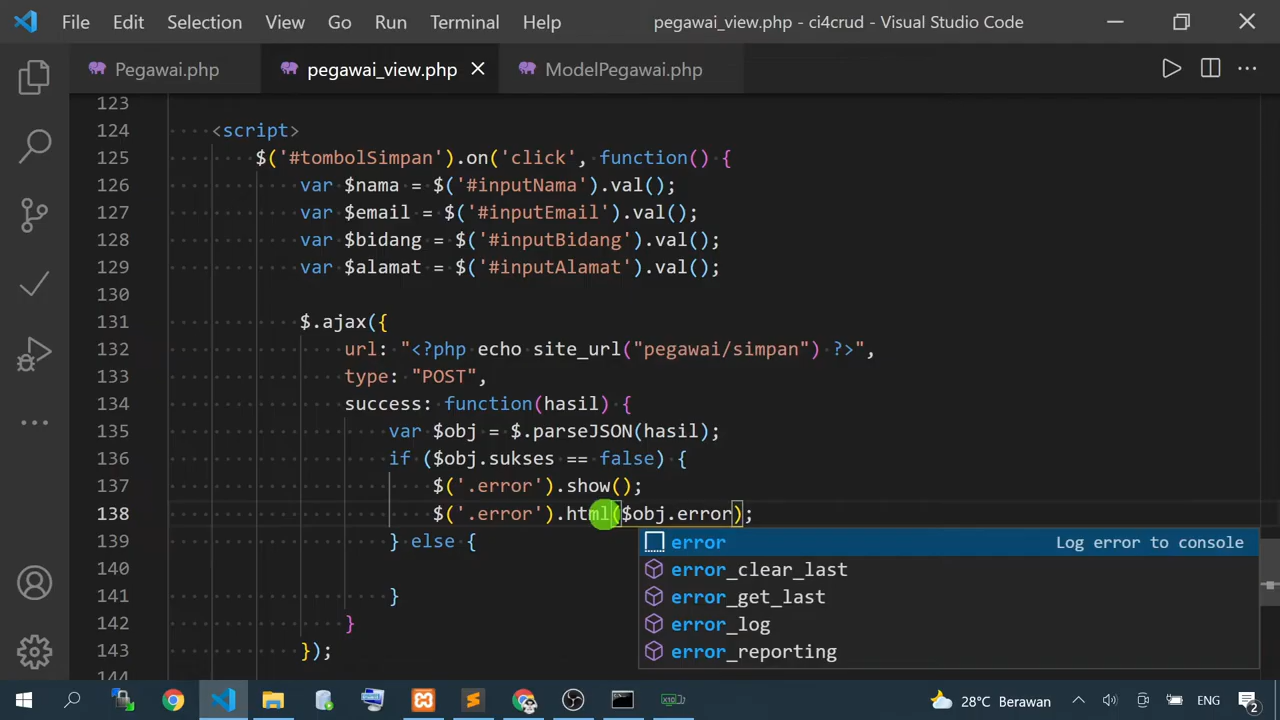 File Edit Selection View Go Run Terminal Help pegawai_view.php - ci4crud - Visual Studio Code
Pegawai.php pegawai_view.php ModelPegawai.php
123
124 <script>
125 $('#tombolSimpan').on('click', function() {
126 var $nama = $('#inputNama').val();
127 var $email = $('#inputEmail').val();
128 var $bidang = $('#inputBidang').val();
129 var $alamat = $('#inputAlamat').val();
130
131 $.ajax({
132 url: "<?php echo site_url("pegawai/simpan") ?>",
133 type: "POST",
134 success: function(hasil) {
135 var $obj = $.parseJSON(hasil);
136 if ($obj.sukses == false) {
137 $('.error').show();
138 $('.error').html($obj.error);
139 } else {
error Log error to console
140
error_clear_last
141 }
error_get_last
142 }
error_log
143 });
error_reporting
144
28°C Berawan ENG 2